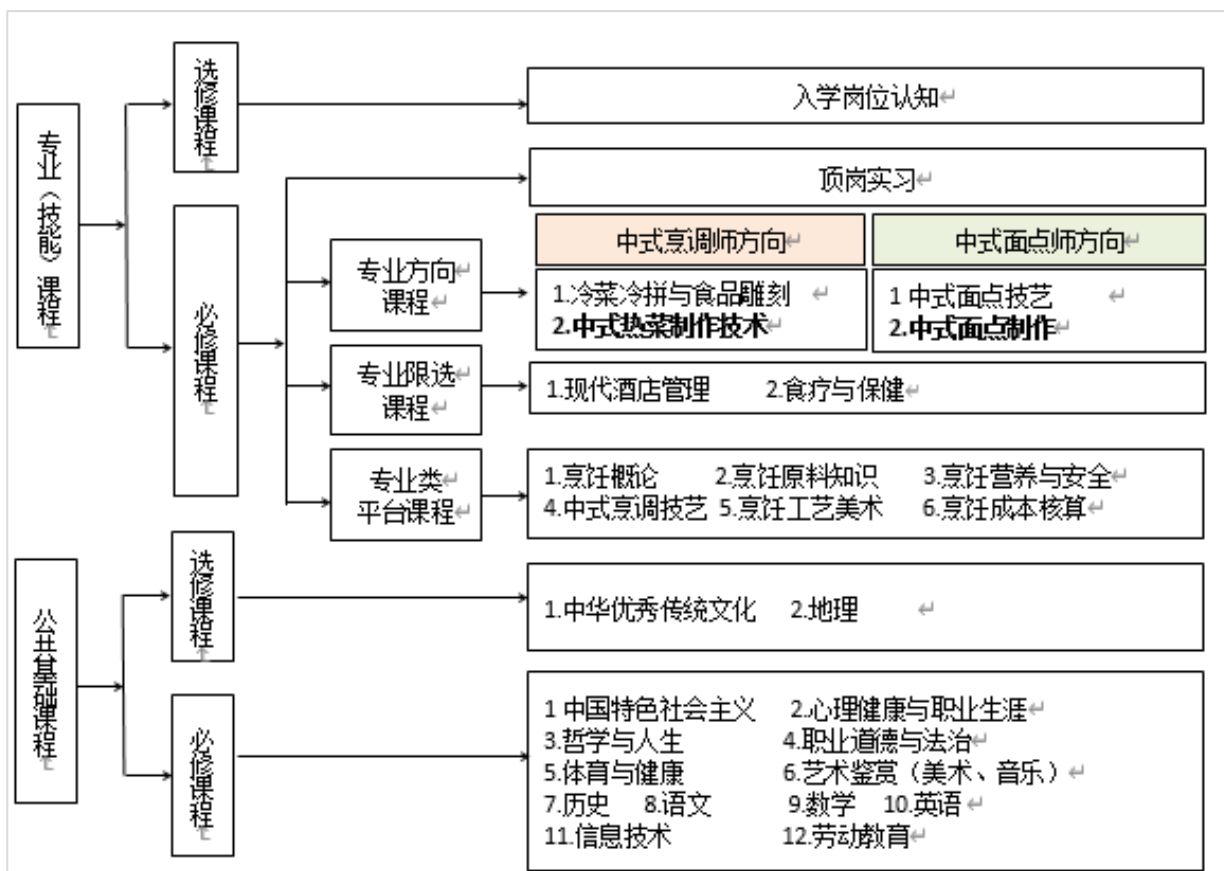 专业（技能）课程
选修课程
入学岗位认知
必修课程
顶岗实习
专业方向
课程
中式烹调师方向
中式面点师方向
1.冷菜冷拼与食品雕刻
2.中式热菜制作技术
1 中式面点技艺
2.中式面点制作
专业限选
课程
1.现代酒店管理 2.食疗与保健
专业类
平台课程
1.烹饪概论 2.烹饪原料知识 3.烹饪营养与安全
4.中式烹调技艺 5.烹饪工艺美术 6.烹饪成本核算
公共基础课程
选修课程
1.中华优秀传统文化 2.地理
必修课程
1 中国特色社会主义 2.心理健康与职业生涯
3.哲学与人生 4.职业道德与法治
5.体育与健康 6.艺术鉴赏（美术、音乐）
7.历史 8.语文 9.数学 10.英语
11.信息技术 12.劳动教育